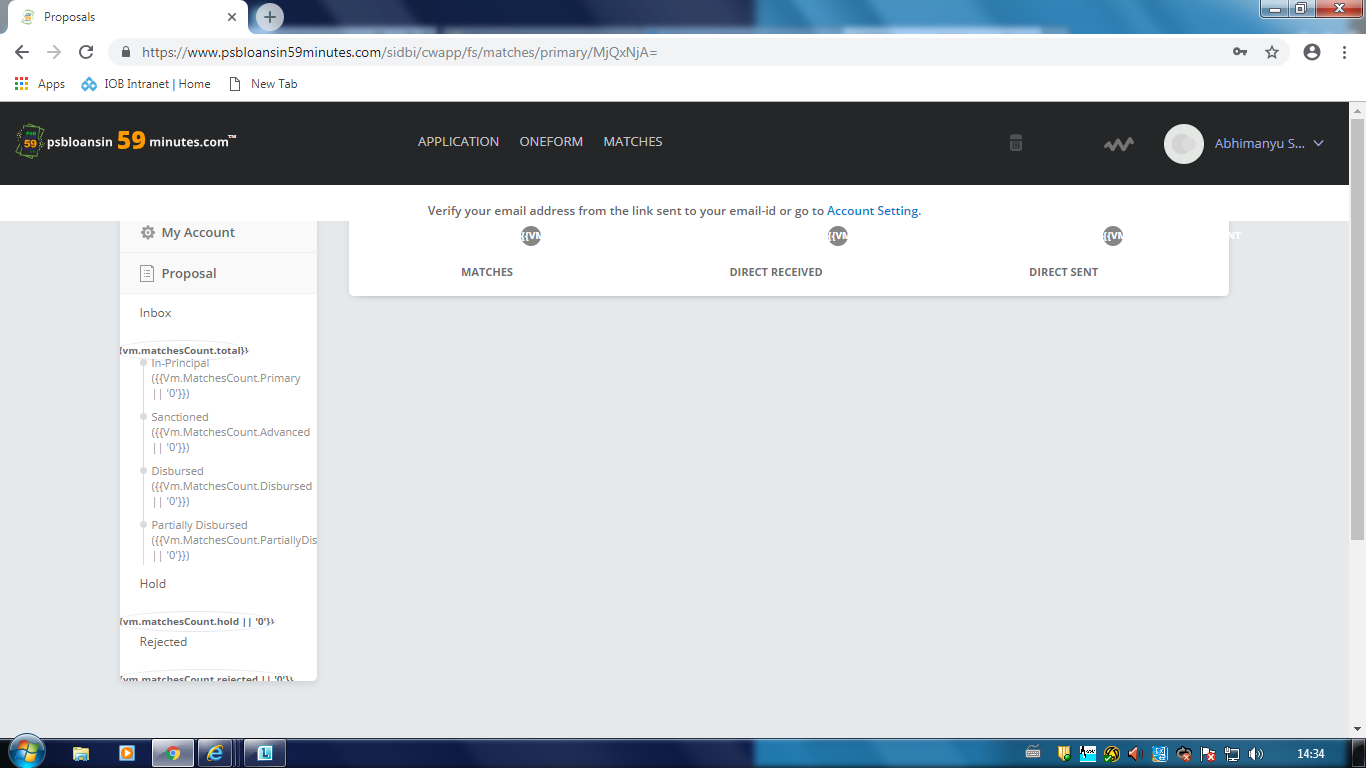 Proposals
https://www.psbloansin59minutes.com/sidbi/cwapp/fs/matches/primary/MjQxNjA=
Apps IOB Intranet | Home New Tab
PSB
59
psbloansin 59 minutes.com™
APPLICATION ONEFORM MATCHES
Abhimanyu S...
Verify your email address from the link sent to your email-id or go to Account Setting.
My Account
{{VM {{VM {{VM NT
MATCHES DIRECT RECEIVED DIRECT SENT
Proposal
Inbox
{vm.matchesCount.total}}
In-Principal
({{Vm.MatchesCount.Primary
|| '0'}})
Sanctioned
({{Vm.MatchesCount.Advanced
|| '0'}})
Disbursed
({{Vm.MatchesCount.Disbursed
|| '0'}})
Partially Disbursed
({{Vm.MatchesCount.PartiallyDis
|| '0'}})
Hold
{vm.matchesCount.hold || '0'}}
Rejected
{vm.matchesCount.rejected || '0'}}
14:34